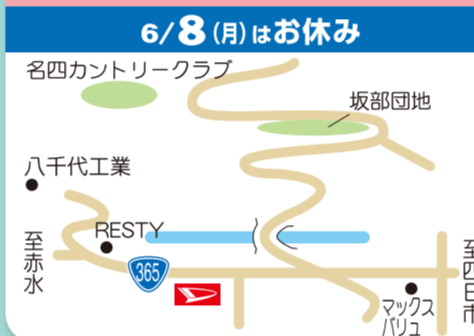 6/8(月)はお休み
名四カントリークラブ
坂部団地
八千代工業
RESTY
至赤水
365
至四日市
マックス
バリュ